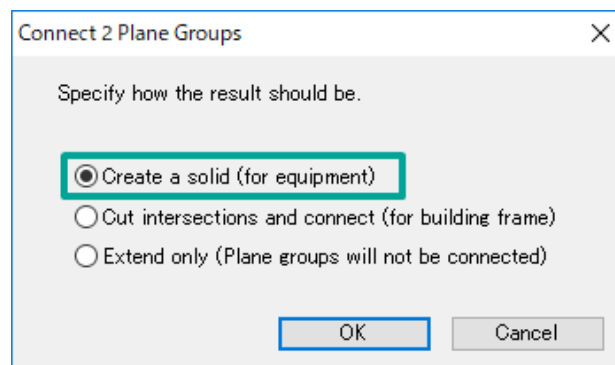 Connect 2 Plane Groups
Specify how the result should be.
Create a solid (for equipment)
Cut intersections and connect (for building frame)
Extend only (Plane groups will not be connected)
OK Cancel